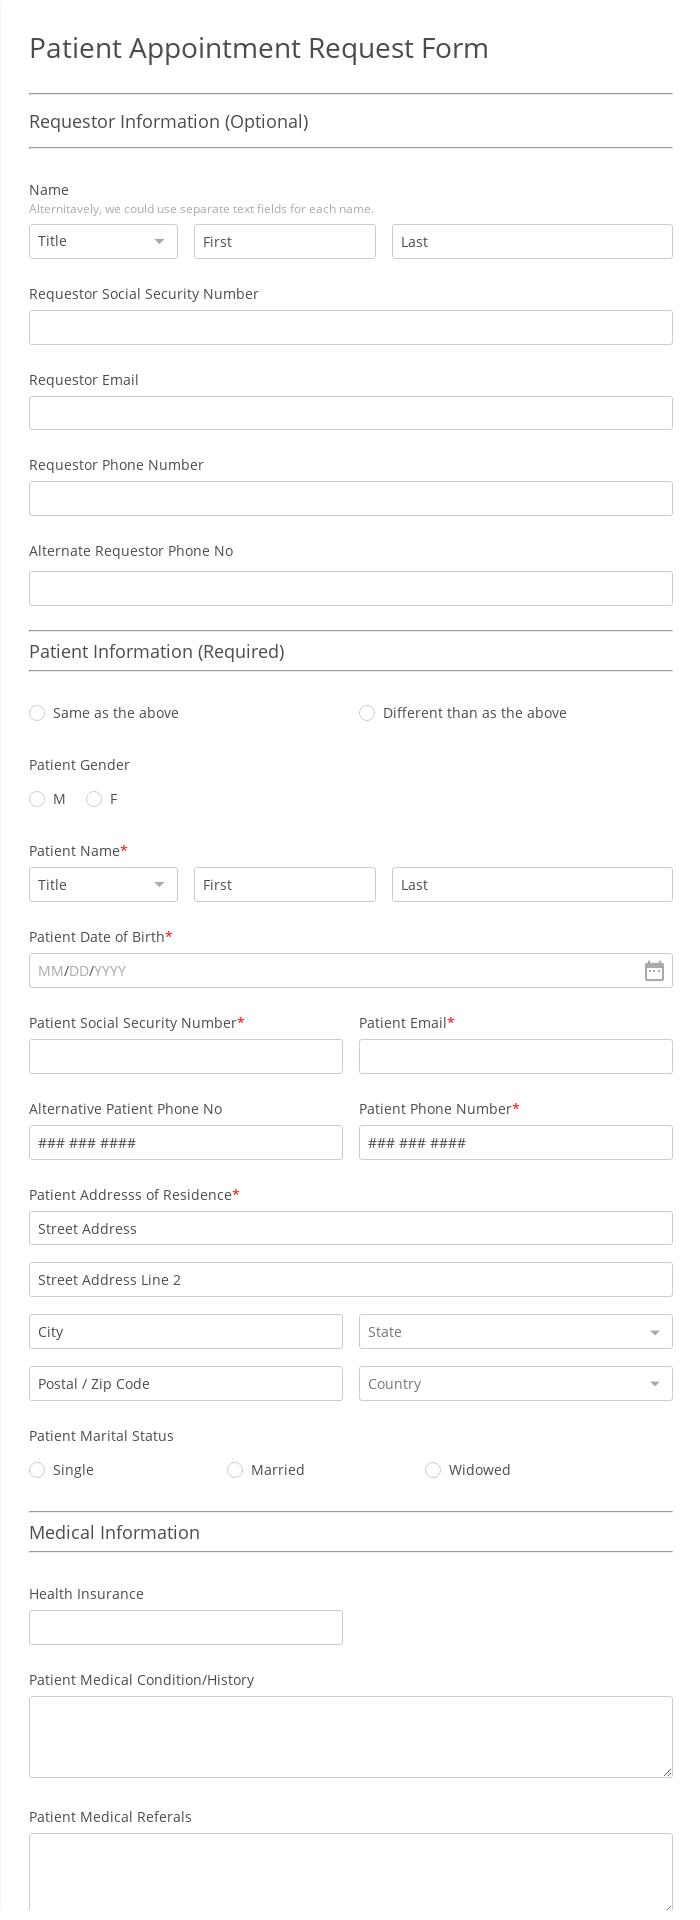 Patient Appointment Request Form
Requestor Information (Optional)
Name
Alternitavely, we could use separate text fields for each name.
Title First Last
Requestor Social Security Number
Requestor Email
Requestor Phone Number
Alternate Requestor Phone No
Patient Information (Required)
Same as the above Different than as the above
Patient Gender
M F
Patient Name*
Title First Last
Patient Date of Birth*
MM/DD/YYYY
Patient Social Security Number* Patient Email*
Alternative Patient Phone No Patient Phone Number*
### ### #### ### ### ####
Patient Addresss of Residence*
Street Address
Street Address Line 2
City State
Postal / Zip Code Country
Patient Marital Status
Single Married Widowed
Medical Information
Health Insurance
Patient Medical Condition/History
Patient Medical Referals